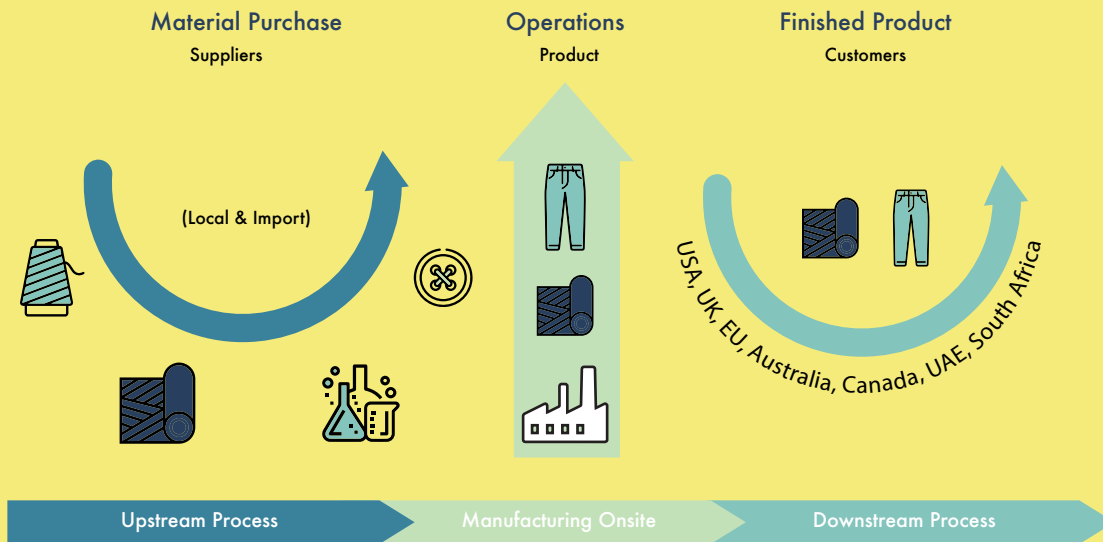 Material Purchase
Suppliers
(Local & Import)
Operations
Product
Finished Product
Customers
USA, UK, EU, Australia, Canada, UAE, South Africa
Upstream Process
Manufacturing Onsite
Downstream Process